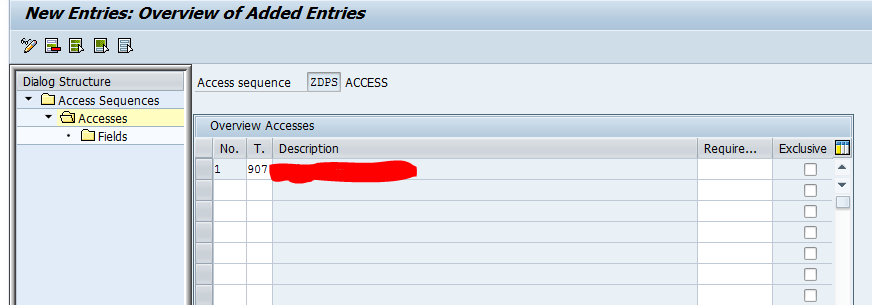 New Entries: Overview of Added Entries
Dialog Structure
Access Sequences
Accesses
Fields
Access sequence ZDPS ACCESS
Overview Accesses
No. T. Description Require... Exclusive
1 907